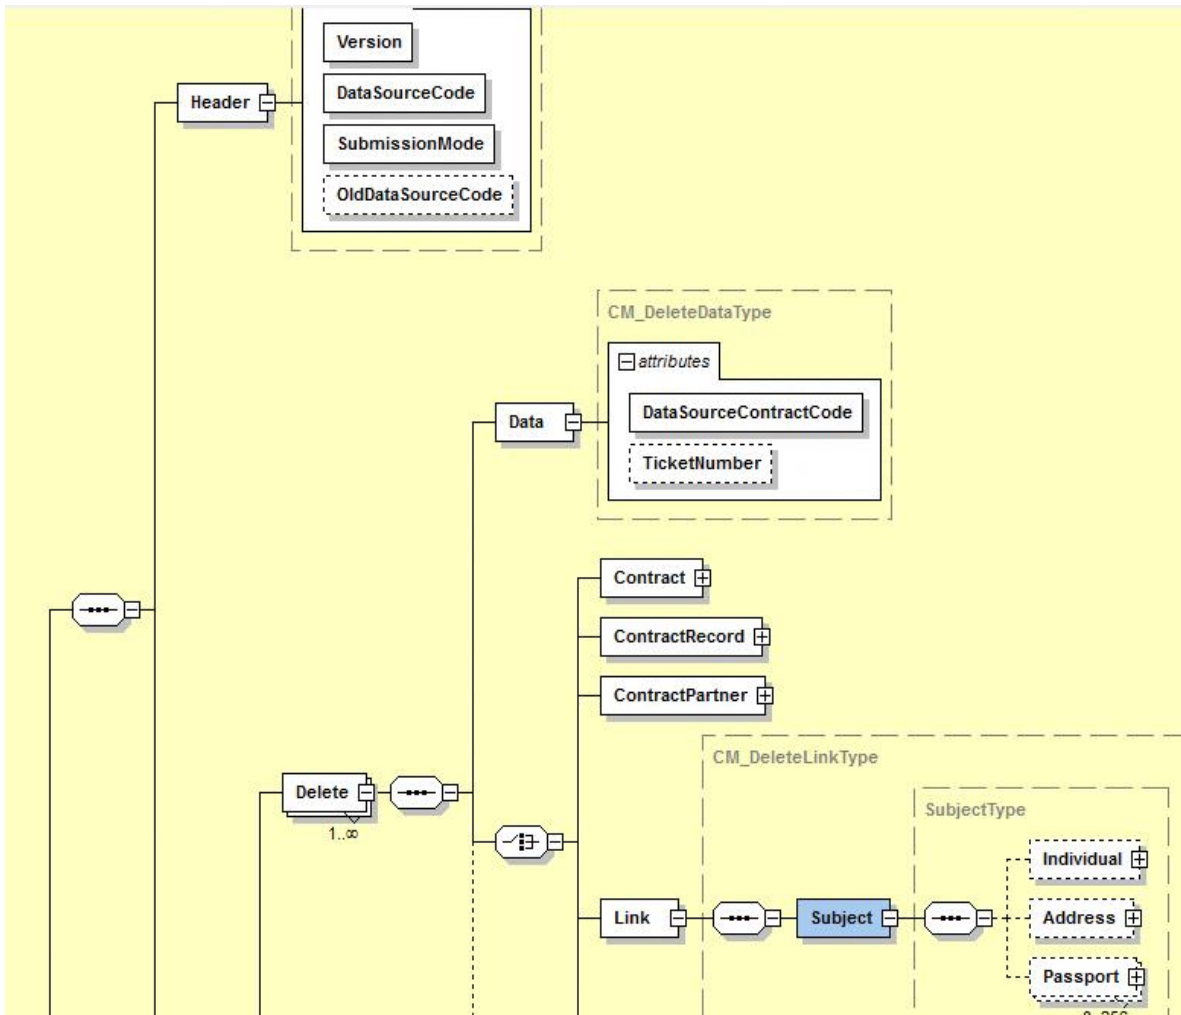 Version
DataSourceCode
Header
SubmissionMode
OldDataSourceCode
CM_DeleteDataType
attributes
DataSourceContractCode
Data
TicketNumber
Contract
ContractRecord
ContractPartner
CM_DeleteLinkType
Delete
1..∞
SubjectType
Individual
Link
Subject
Address
Passport